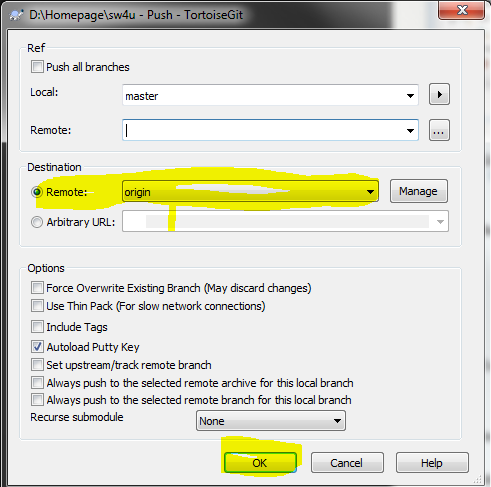 D:\Homepage\sw4u - Push - TortoiseGit
Ref
Push all branches
Local:
master
Remote:
...
Destination
Remote:
origin
Manage
Arbitrary URL:
Options
Force Overwrite Existing Branch (May discard changes)
Use Thin Pack (For slow network connections)
Include Tags
Autoload Putty Key
Set upstream/track remote branch
Always push to the selected remote archive for this local branch
Always push to the selected remote branch for this local branch
Recurse submodule
None
OK
Cancel
Help